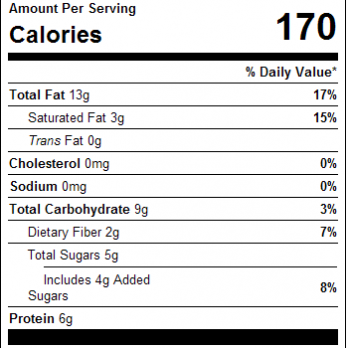 Amount Per Serving
Calories 170
% Daily Value*
Total Fat 13g 17%
Saturated Fat 3g 15%
Trans Fat 0g
Cholesterol 0mg 0%
Sodium 0mg 0%
Total Carbohydrate 9g 3%
Dietary Fiber 2g 7%
Total Sugars 5g
Includes 4g Added
Sugars 8%
Protein 6g